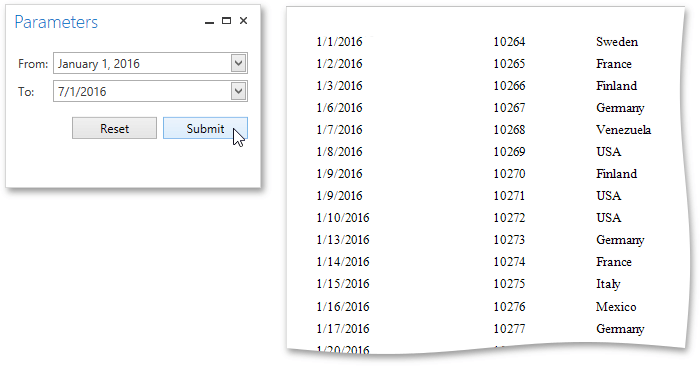 Parameters
From: January 1, 2016
To: 7/1/2016
Reset Submit
1/1/2016 10264 Sweden
1/2/2016 10265 France
1/3/2016 10266 Finland
1/6/2016 10267 Germany
1/7/2016 10268 Venezuela
1/8/2016 10269 USA
1/9/2016 10270 Finland
1/9/2016 10271 USA
1/10/2016 10272 USA
1/13/2016 10273 Germany
1/14/2016 10274 France
1/15/2016 10275 Italy
1/16/2016 10276 Mexico
1/17/2016 10277 Germany
1/20/2016